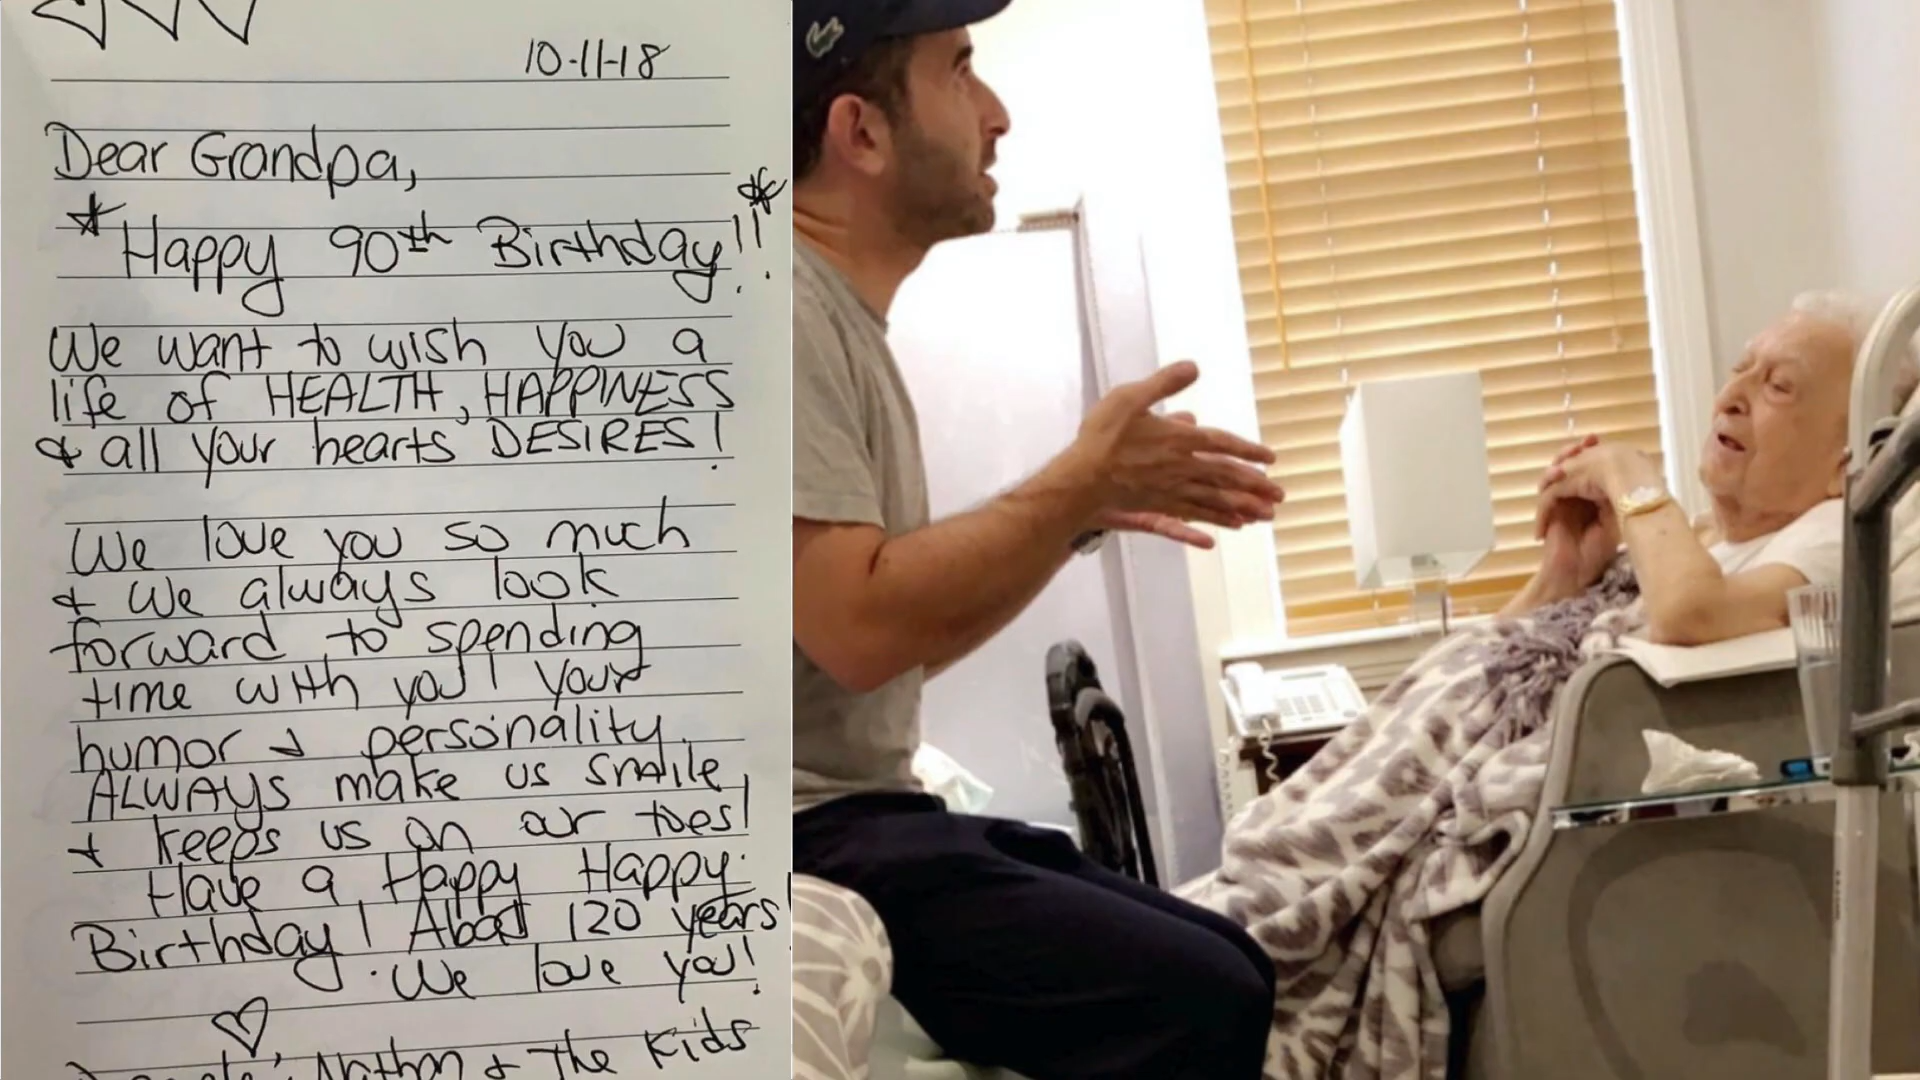 10-11-18
Dear Grandpa,
*Happy 90th Birthday!!*
We want to wish you a
life of HEALTH, HAPPINESS
& all your hearts DESIRES!
We love you so much
& we always look
forward to spending
time with you! Your
humor & personality
ALWAYS make us smile
& keeps us on our toes!
Have a Happy Happy
Birthday! 120 years!
We love you!
Nathan & The Kids